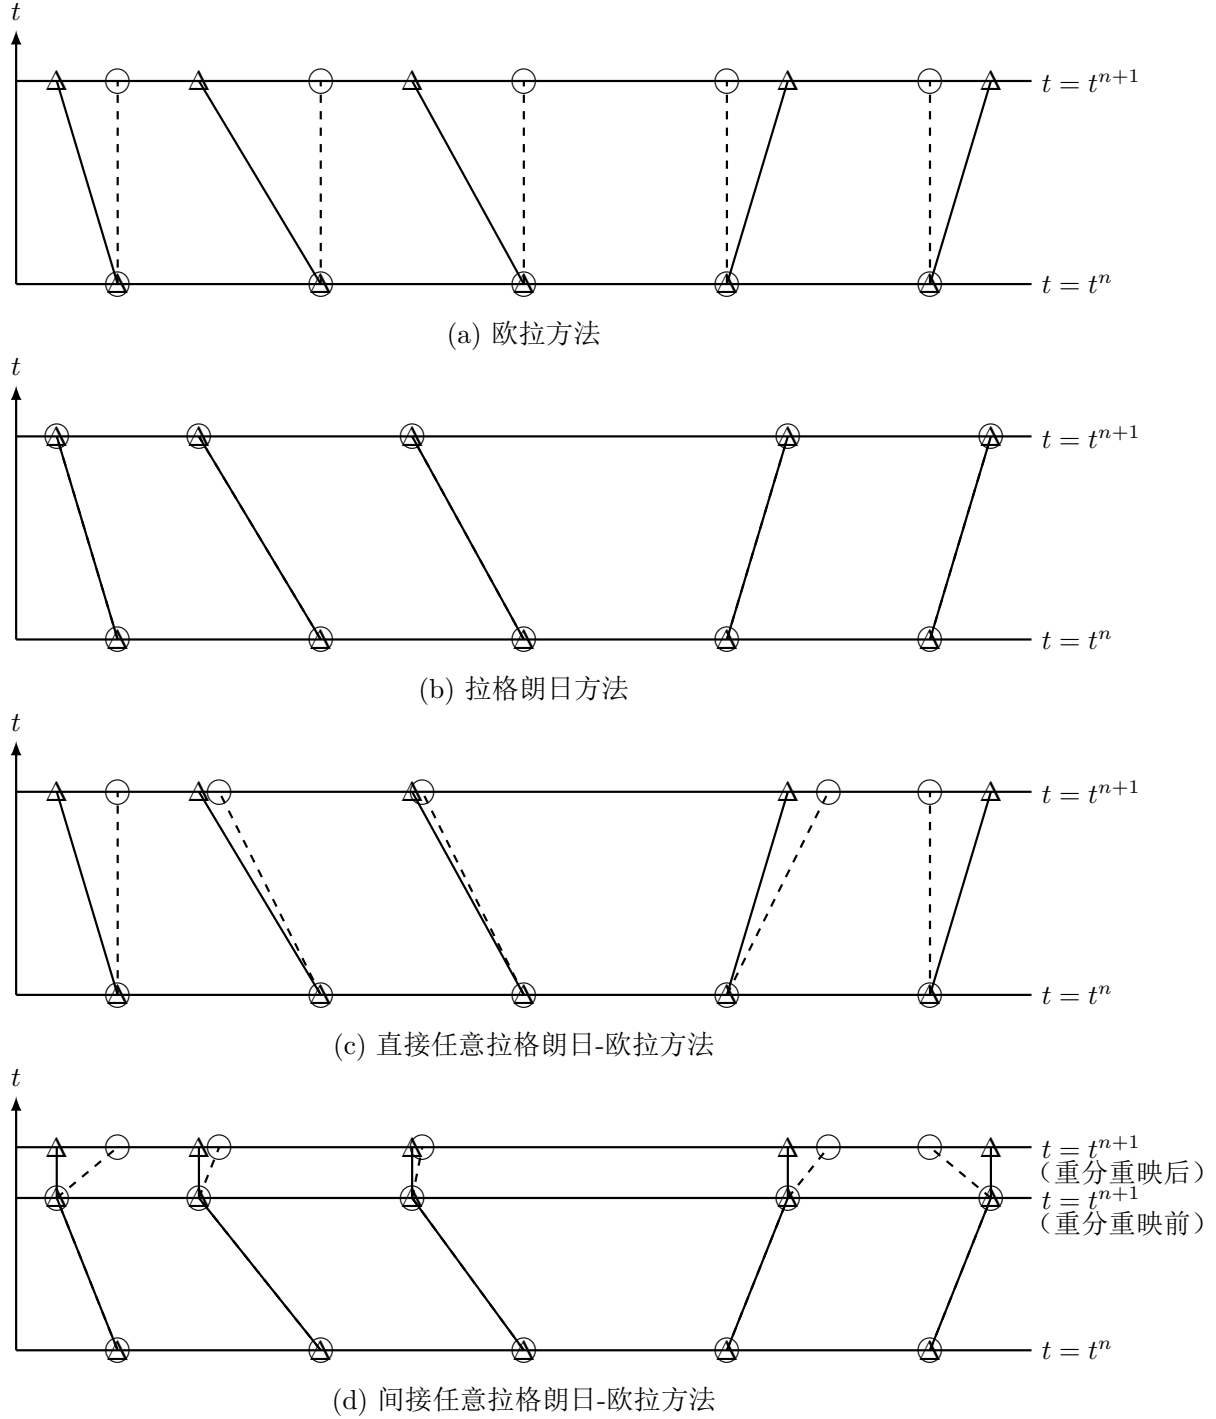 t
t = t^{n+1}
t = t^n
(a) 欧拉方法
t
t = t^{n+1}
t = t^n
(b) 拉格朗日方法
t
t = t^{n+1}
t = t^n
(c) 直接任意拉格朗日-欧拉方法
t
t = t^{n+1}
（重分重映后）
t = t^{n+1}
（重分重映前）
t = t^n
(d) 间接任意拉格朗日-欧拉方法